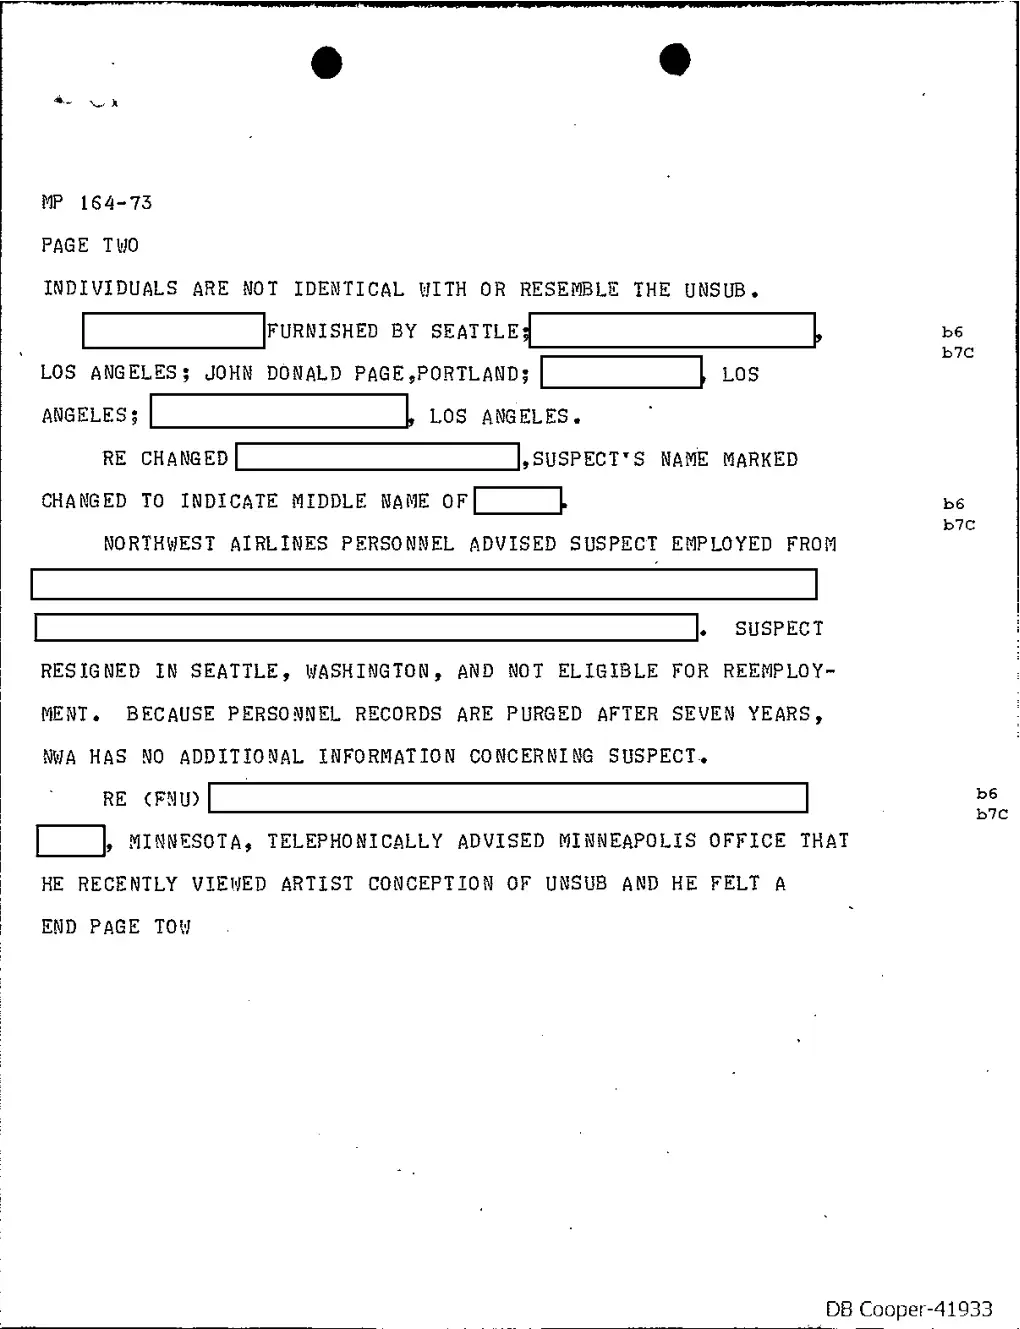 MP 164-73
PAGE TWO
INDIVIDUALS ARE NOT IDENTICAL WITH OR RESEMBLE THE UNSUB.
FURNISHED BY SEATTLE; , b6
b7C
LOS ANGELES; JOHN DONALD PAGE,PORTLAND; , LOS
ANGELES; , LOS ANGELES.
RE CHANGED ,SUSPECT'S NAME MARKED
CHANGED TO INDICATE MIDDLE NAME OF . b6
b7C
NORTHWEST AIRLINES PERSONNEL ADVISED SUSPECT EMPLOYED FROM
. SUSPECT
RESIGNED IN SEATTLE, WASHINGTON, AND NOT ELIGIBLE FOR REEMPLOY-
MENT. BECAUSE PERSONNEL RECORDS ARE PURGED AFTER SEVEN YEARS,
NWA HAS NO ADDITIONAL INFORMATION CONCERNING SUSPECT.
RE (FNU) b6
b7C
, MINNESOTA, TELEPHONICALLY ADVISED MINNEAPOLIS OFFICE THAT
HE RECENTLY VIEWED ARTIST CONCEPTION OF UNSUB AND HE FELT A
END PAGE TOW
DB Cooper-41933